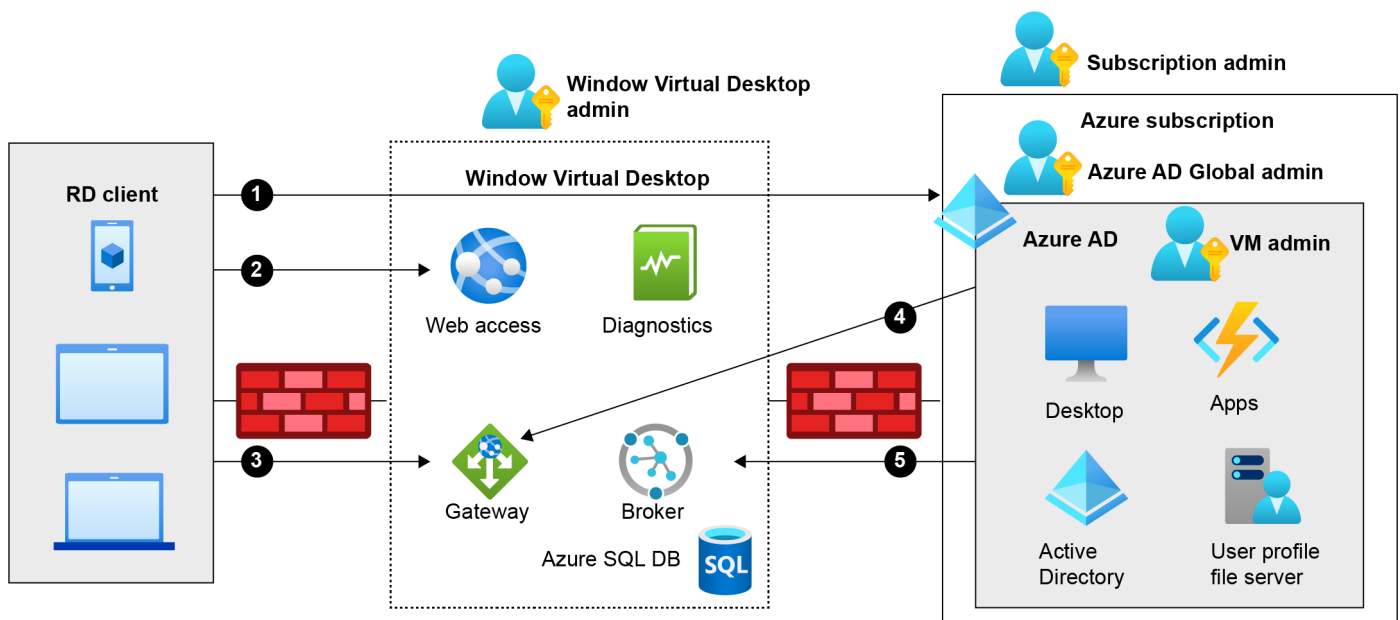 Subscription admin
Window Virtual Desktop
admin
Azure subscription
Azure AD Global admin
RD client
1
Window Virtual Desktop
Azure AD
VM admin
2
Web access
Diagnostics
4
Desktop
Apps
3
5
Gateway
Broker
Azure SQL DB
SQL
Active
Directory
User profile
file server